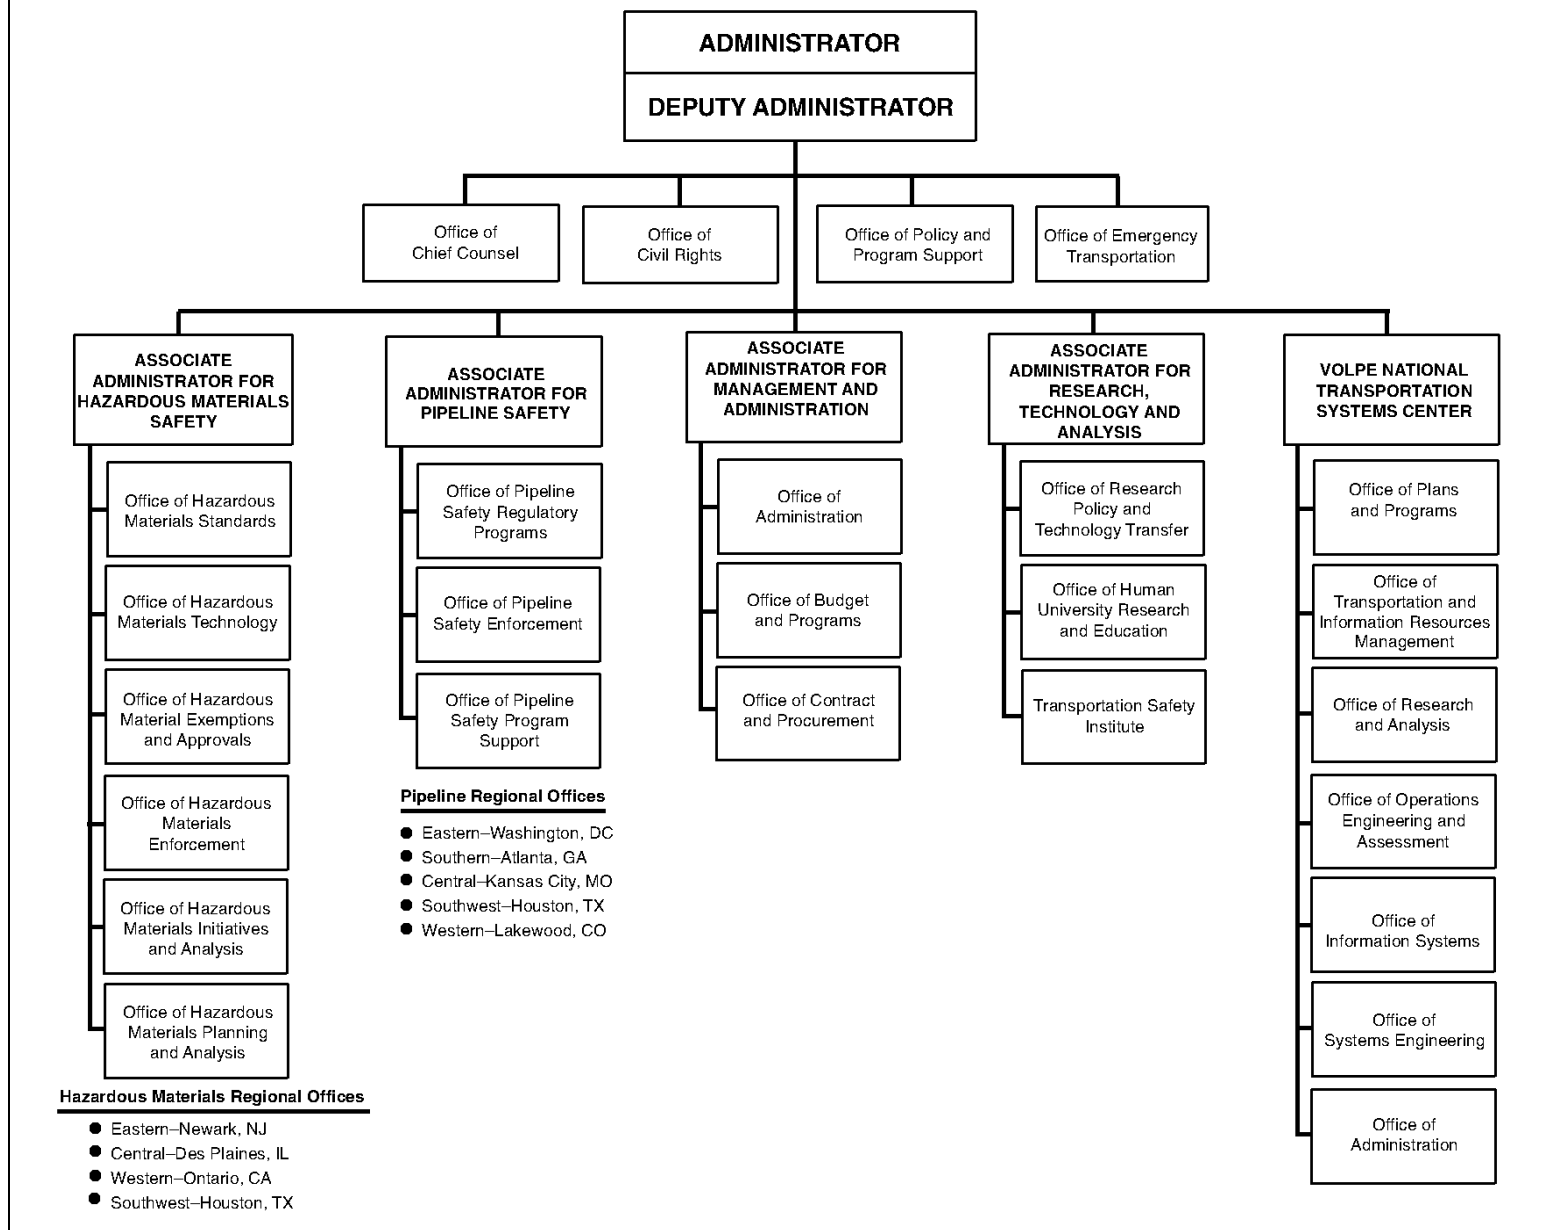 ADMINISTRATOR
DEPUTY ADMINISTRATOR
Office of
Chief Counsel
Office of
Civil Rights
Office of Policy and
Program Support
Office of Emergency
Transportation
ASSOCIATE
ADMINISTRATOR FOR
HAZARDOUS MATERIALS
SAFETY
Office of Hazardous
Materials Standards
Office of Hazardous
Materials Technology
Office of Hazardous
Material Exemptions
and Approvals
Office of Hazardous
Materials
Enforcement
Office of Hazardous
Materials Initiatives
and Analysis
Office of Hazardous
Materials Planning
and Analysis
Hazardous Materials Regional Offices
● Eastern–Newark, NJ
● Central–Des Plaines, IL
● Western–Ontario, CA
● Southwest–Houston, TX
ASSOCIATE
ADMINISTRATOR FOR
PIPELINE SAFETY
Office of Pipeline
Safety Regulatory
Programs
Office of Pipeline
Safety Enforcement
Office of Pipeline
Safety Program
Support
Pipeline Regional Offices
● Eastern–Washington, DC
● Southern–Atlanta, GA
● Central–Kansas City, MO
● Southwest–Houston, TX
● Western–Lakewood, CO
ASSOCIATE
ADMINISTRATOR FOR
MANAGEMENT AND
ADMINISTRATION
Office of
Administration
Office of Budget
and Programs
Office of Contract
and Procurement
ASSOCIATE
ADMINISTRATOR FOR
RESEARCH,
TECHNOLOGY AND
ANALYSIS
Office of Research
Policy and
Technology Transfer
Office of Human
University Research
and Education
Transportation Safety
Institute
VOLPE NATIONAL
TRANSPORTATION
SYSTEMS CENTER
Office of Plans
and Programs
Office of
Transportation and
Information Resources
Management
Office of Research
and Analysis
Office of Operations
Engineering and
Assessment
Office of
Information Systems
Office of
Systems Engineering
Office of
Administration